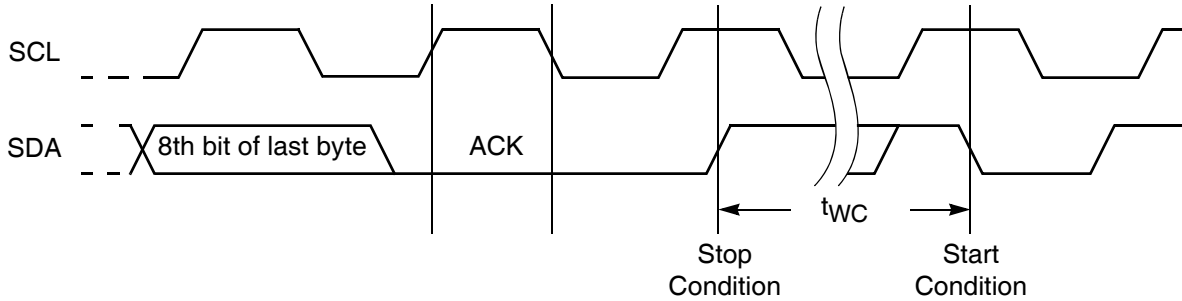 SCL
SDA
8th bit of last byte
ACK
tWC
Stop
Condition
Start
Condition